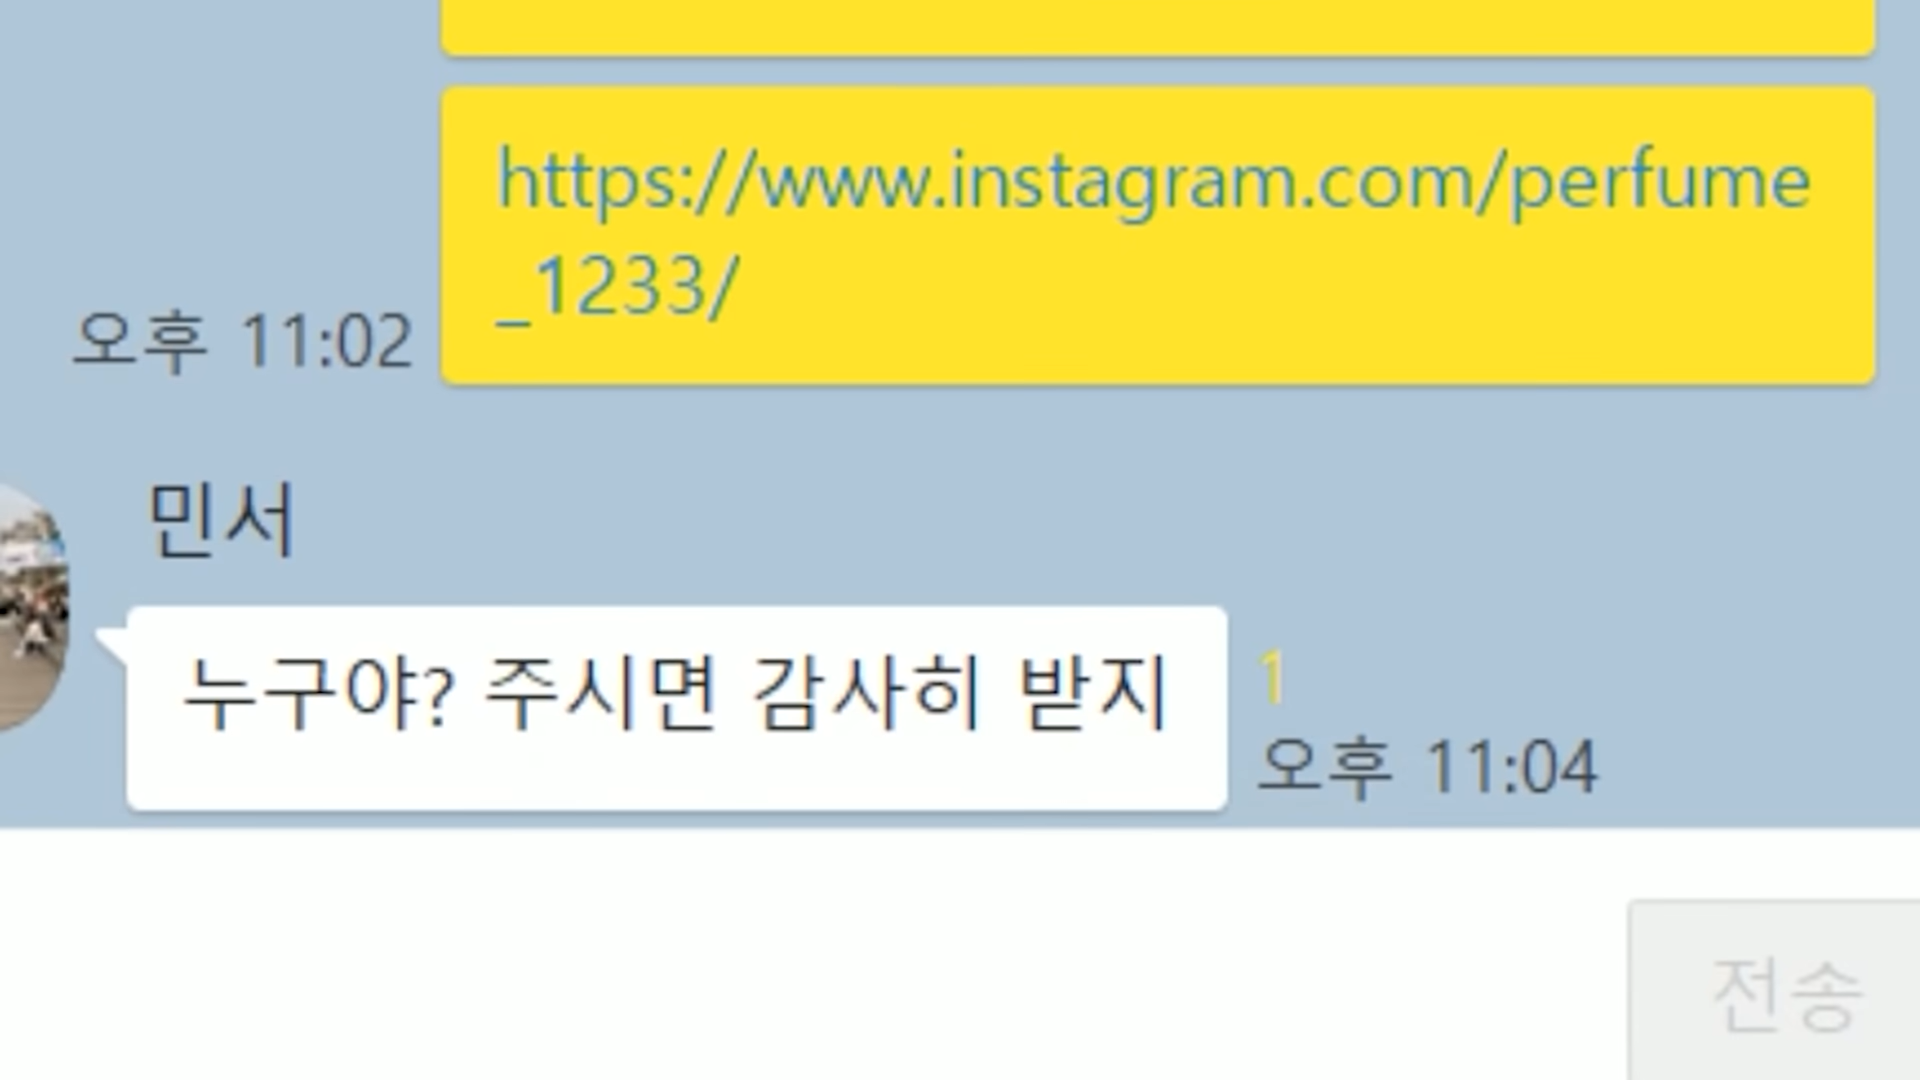 https://www.instagram.com/perfume
_1233/
오후 11:02
민서
누구야? 주시면 감사히 받지
1
오후 11:04
전송